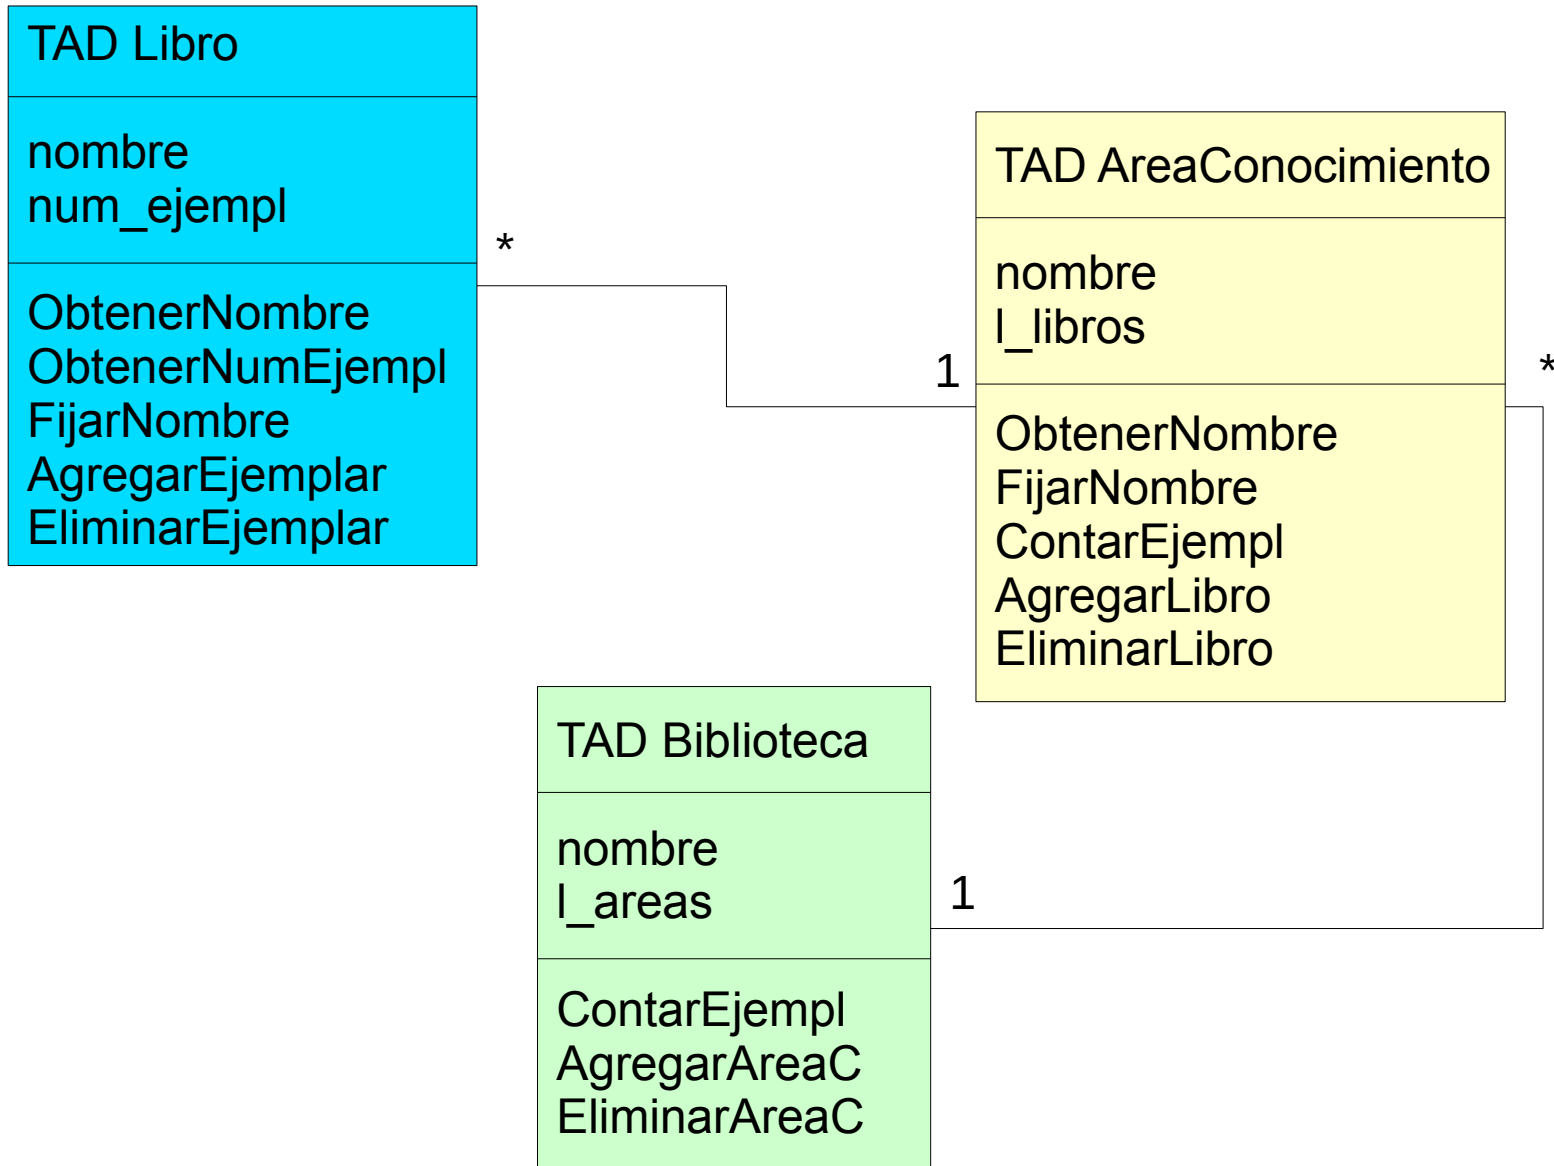 TAD Libro
nombre
num_ejempl
ObtenerNombre
ObtenerNumEjempl
FijarNombre
AgregarEjemplar
EliminarEjemplar
*
1
TAD AreaConocimiento
nombre
l_libros
ObtenerNombre
FijarNombre
ContarEjempl
AgregarLibro
EliminarLibro
*
TAD Biblioteca
nombre
l_areas
ContarEjempl
AgregarAreaC
EliminarAreaC
1